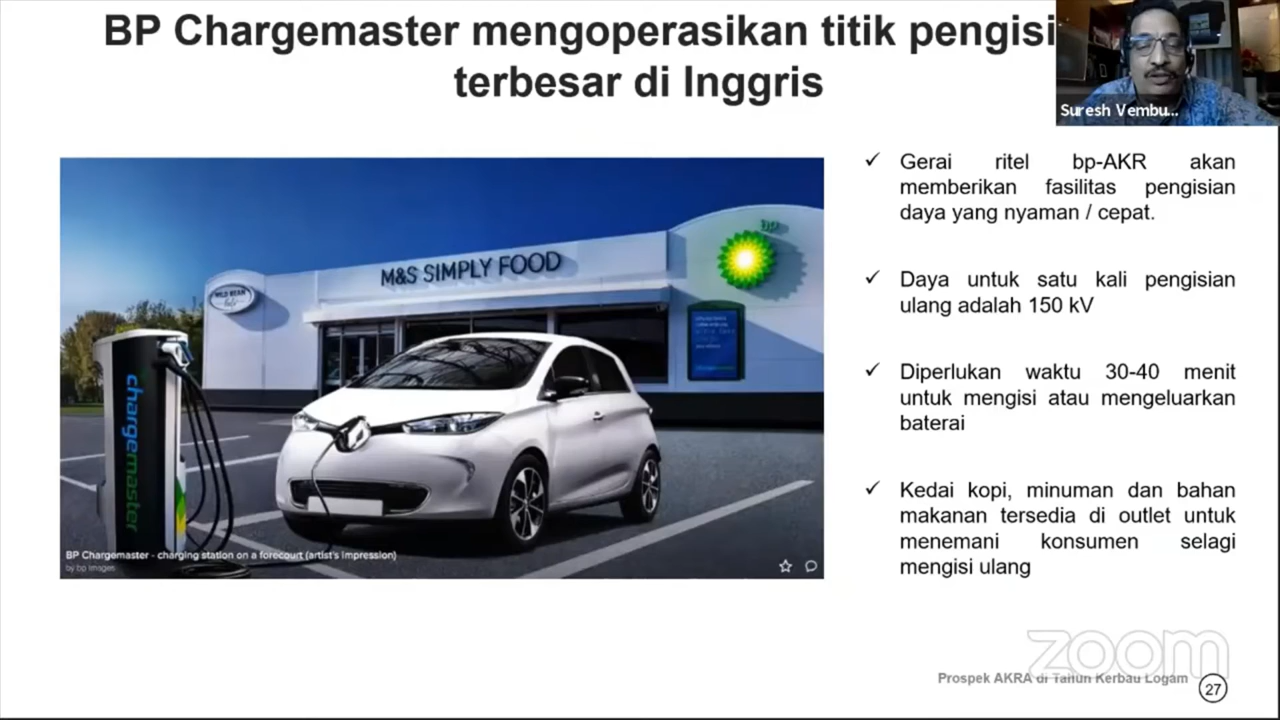 BP Chargemaster mengoperasikan titik pengisi
terbesar di Inggris
Suresh Vembu...
M&S SIMPLY FOOD
BP
WILD BEAN
chargemaster
BP Chargemaster - charging station on a forecourt (artist's impression)
by bp images
✓ Gerai ritel bp-AKR akan
memberikan fasilitas pengisian
daya yang nyaman / cepat.
✓ Daya untuk satu kali pengisian
ulang adalah 150 kV
✓ Diperlukan waktu 30-40 menit
untuk mengisi atau mengeluarkan
baterai
✓ Kedai kopi, minuman dan bahan
makanan tersedia di outlet untuk
menemani konsumen selagi
mengisi ulang
zoom
Prospek AKRA di Tahun Kerbau Logam
27